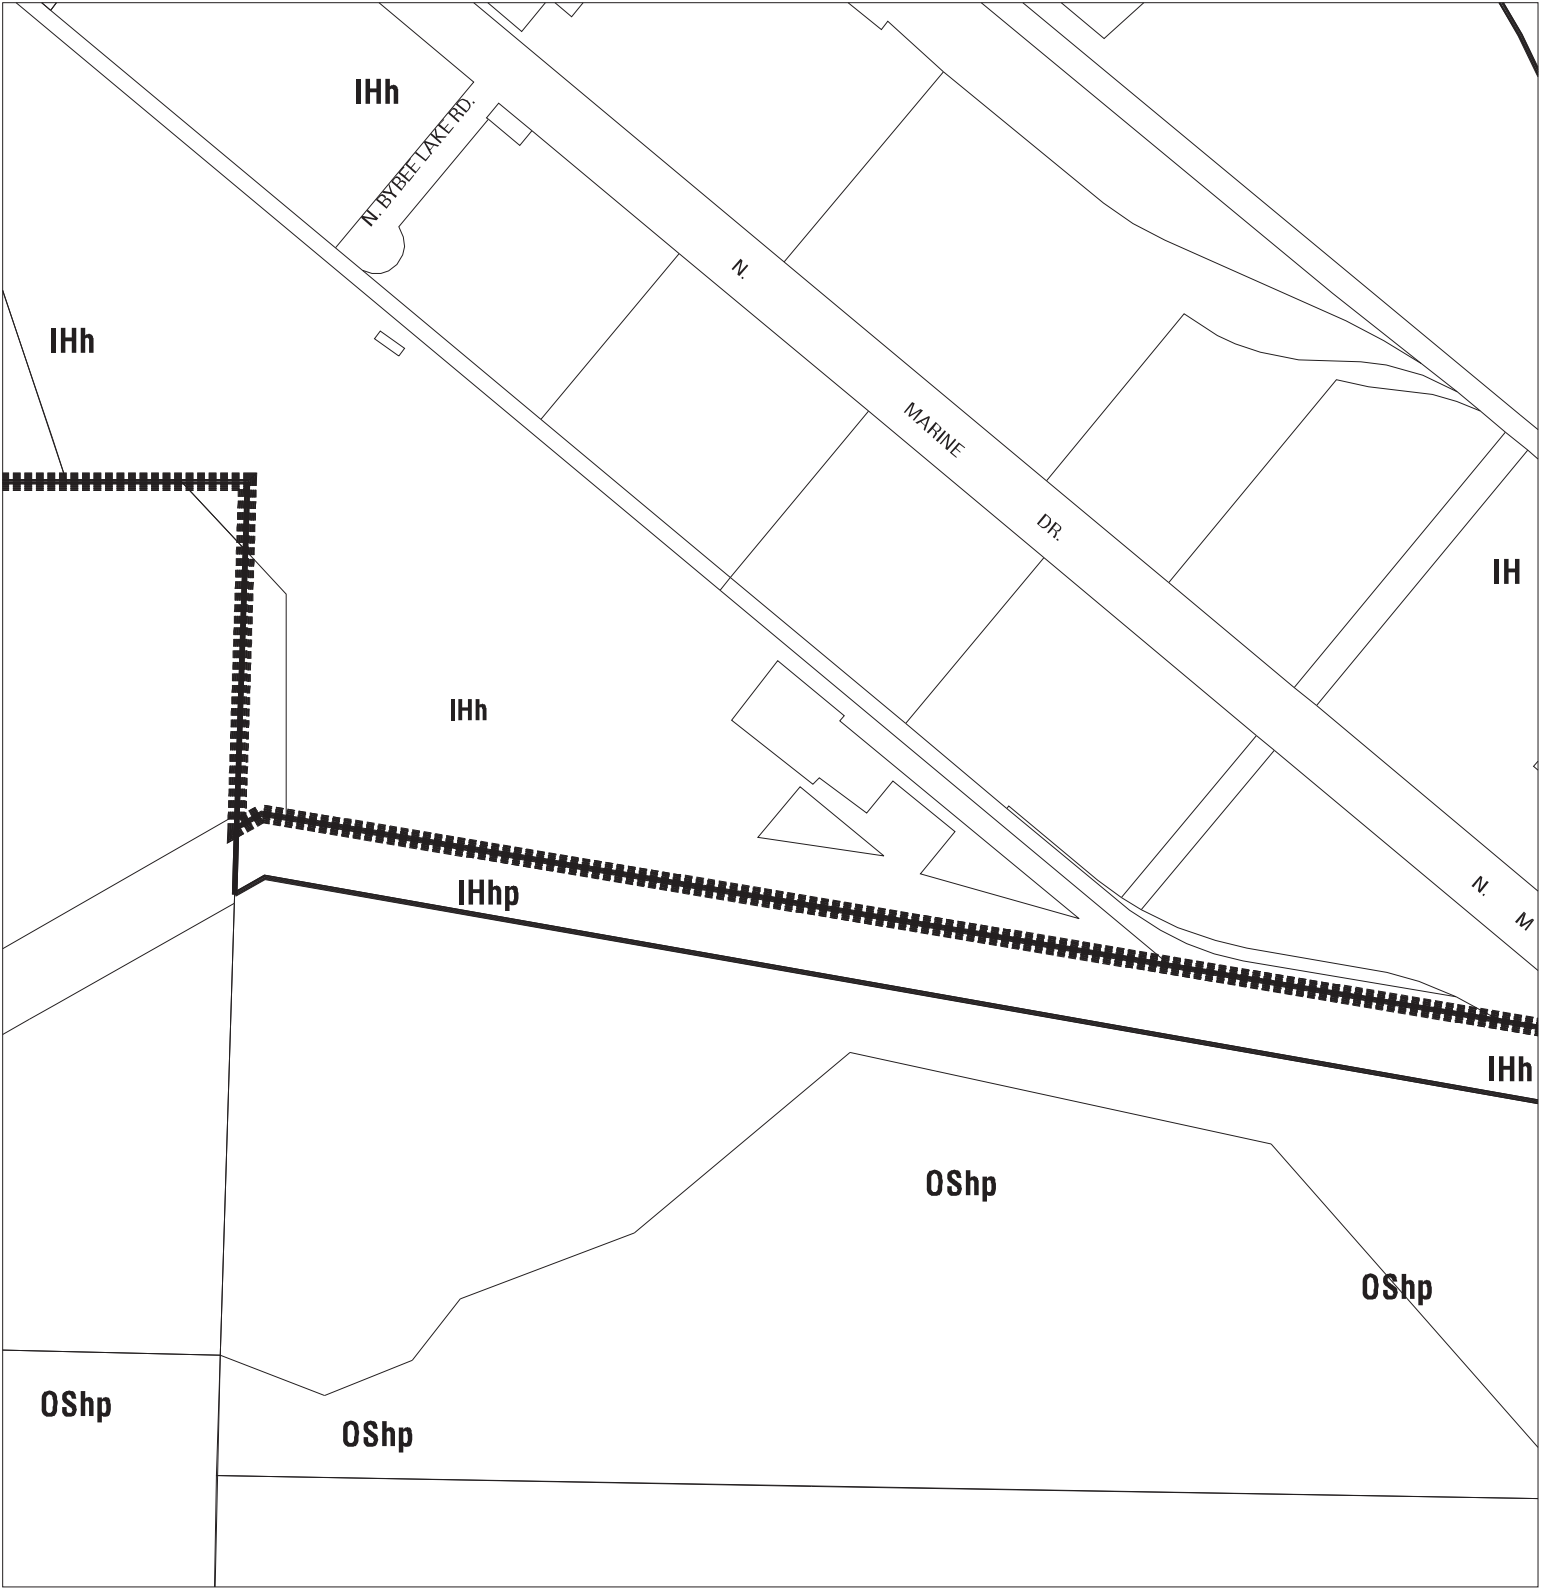 IHh
N. BYBEE LAKE RD.
N.
IHh
MARINE
DR.
IH
IHh
N.
M
IHhp
IHh
OShp
OShp
OShp
OShp